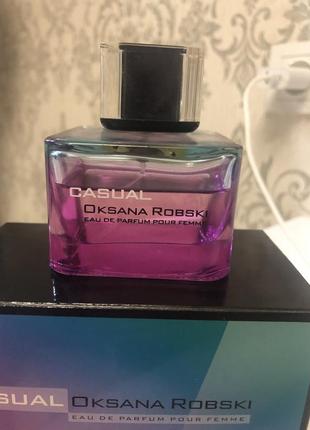 CASUAL
OKSANA ROBSKI
EAU DE PARFUM POUR FEMME
SUAL OKSANA ROBSKI
EAU DE PARFUM POUR FEMME